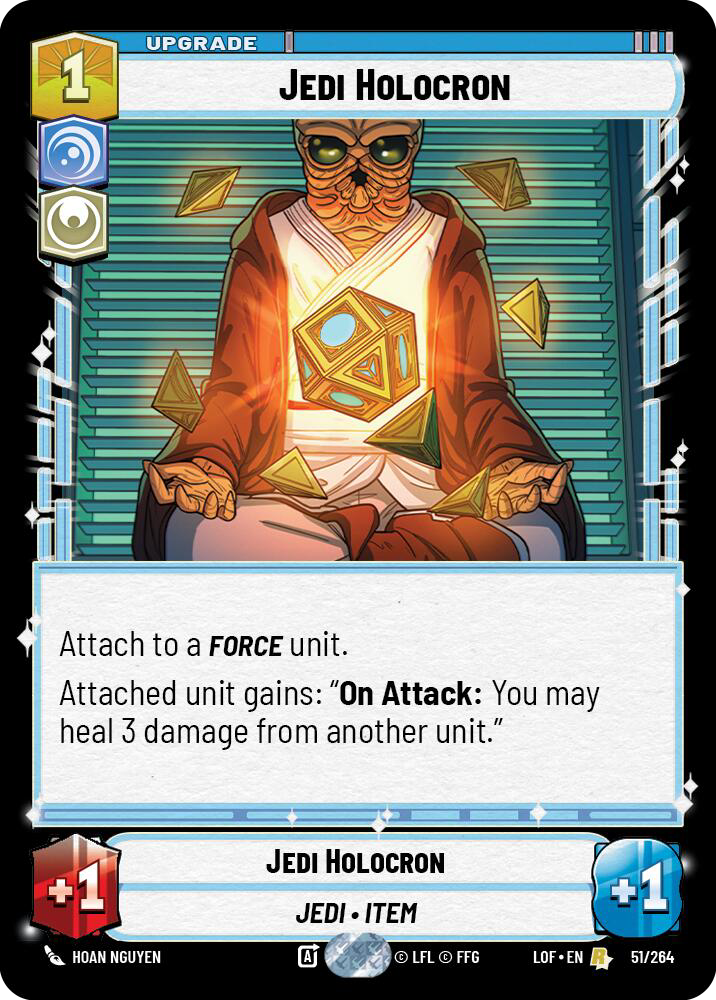 UPGRADE
1
Jedi Holocron
Attach to a FORCE unit.
Attached unit gains: “On Attack: You may
heal 3 damage from another unit.”
+1
Jedi Holocron
+1
JEDI • ITEM
HOAN NGUYEN
A
© LFL © FFG
LOF • EN
R
51/264